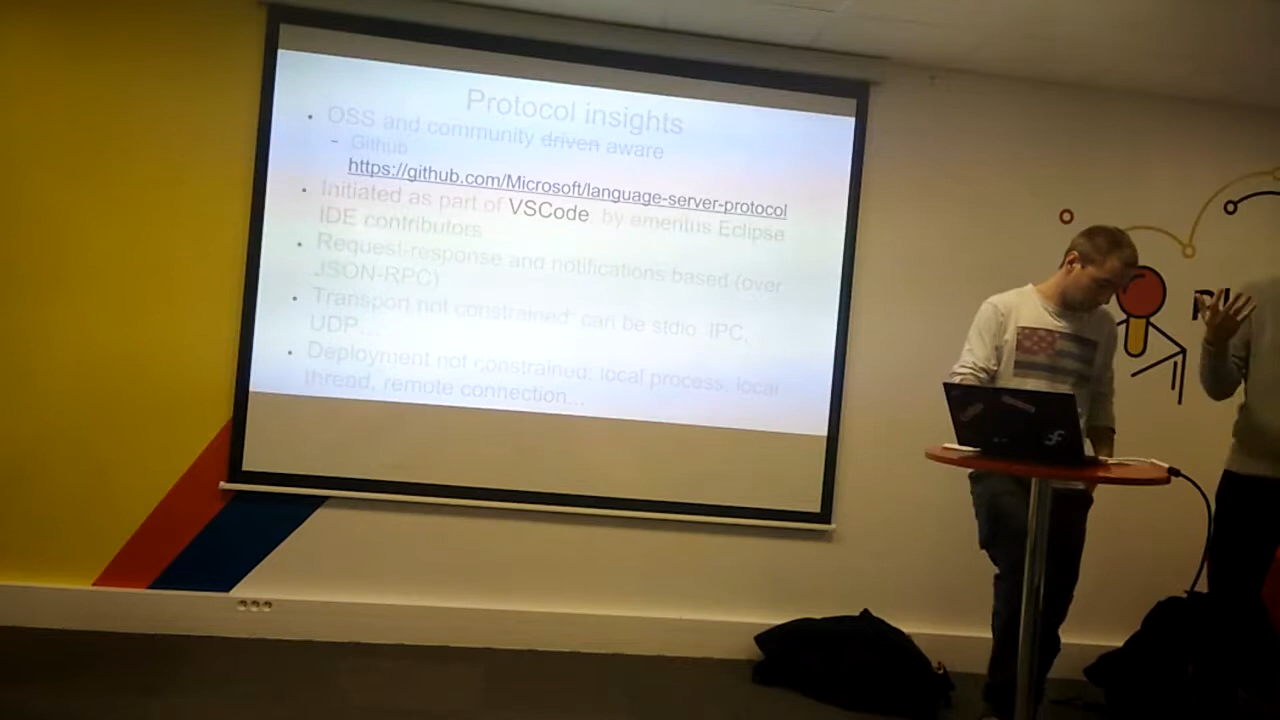 Protocol insights
• OSS and community driven aware
– Github
https://github.com/Microsoft/language-server-protocol
• Initiated as part of VSCode, by emeritus Eclipse
IDE contributors
• Request-response and notifications based (over
JSON-RPC)
• Transport not constrained: can be stdio, IPC,
UDP...
• Deployment not constrained: local process, local
thread, remote connection...